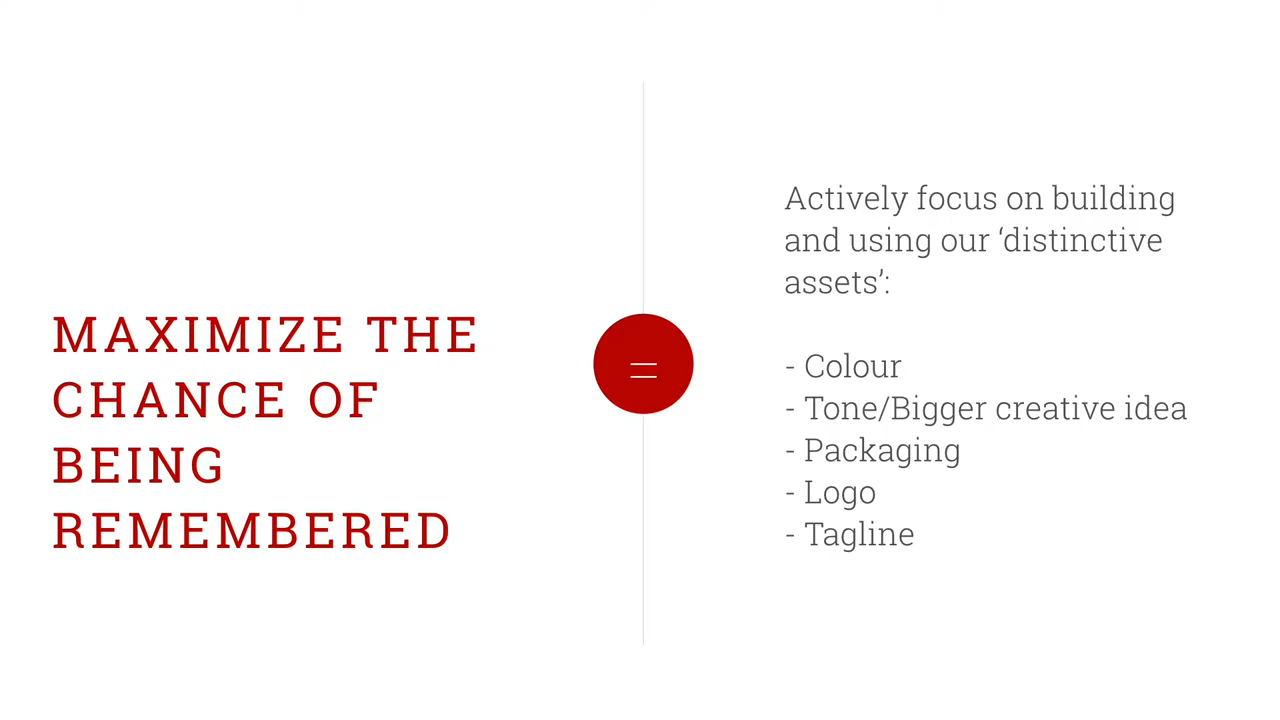 MAXIMIZE THE
CHANCE OF
BEING
REMEMBERED
=
Actively focus on building
and using our ‘distinctive
assets’:
- Colour
- Tone/Bigger creative idea
- Packaging
- Logo
- Tagline